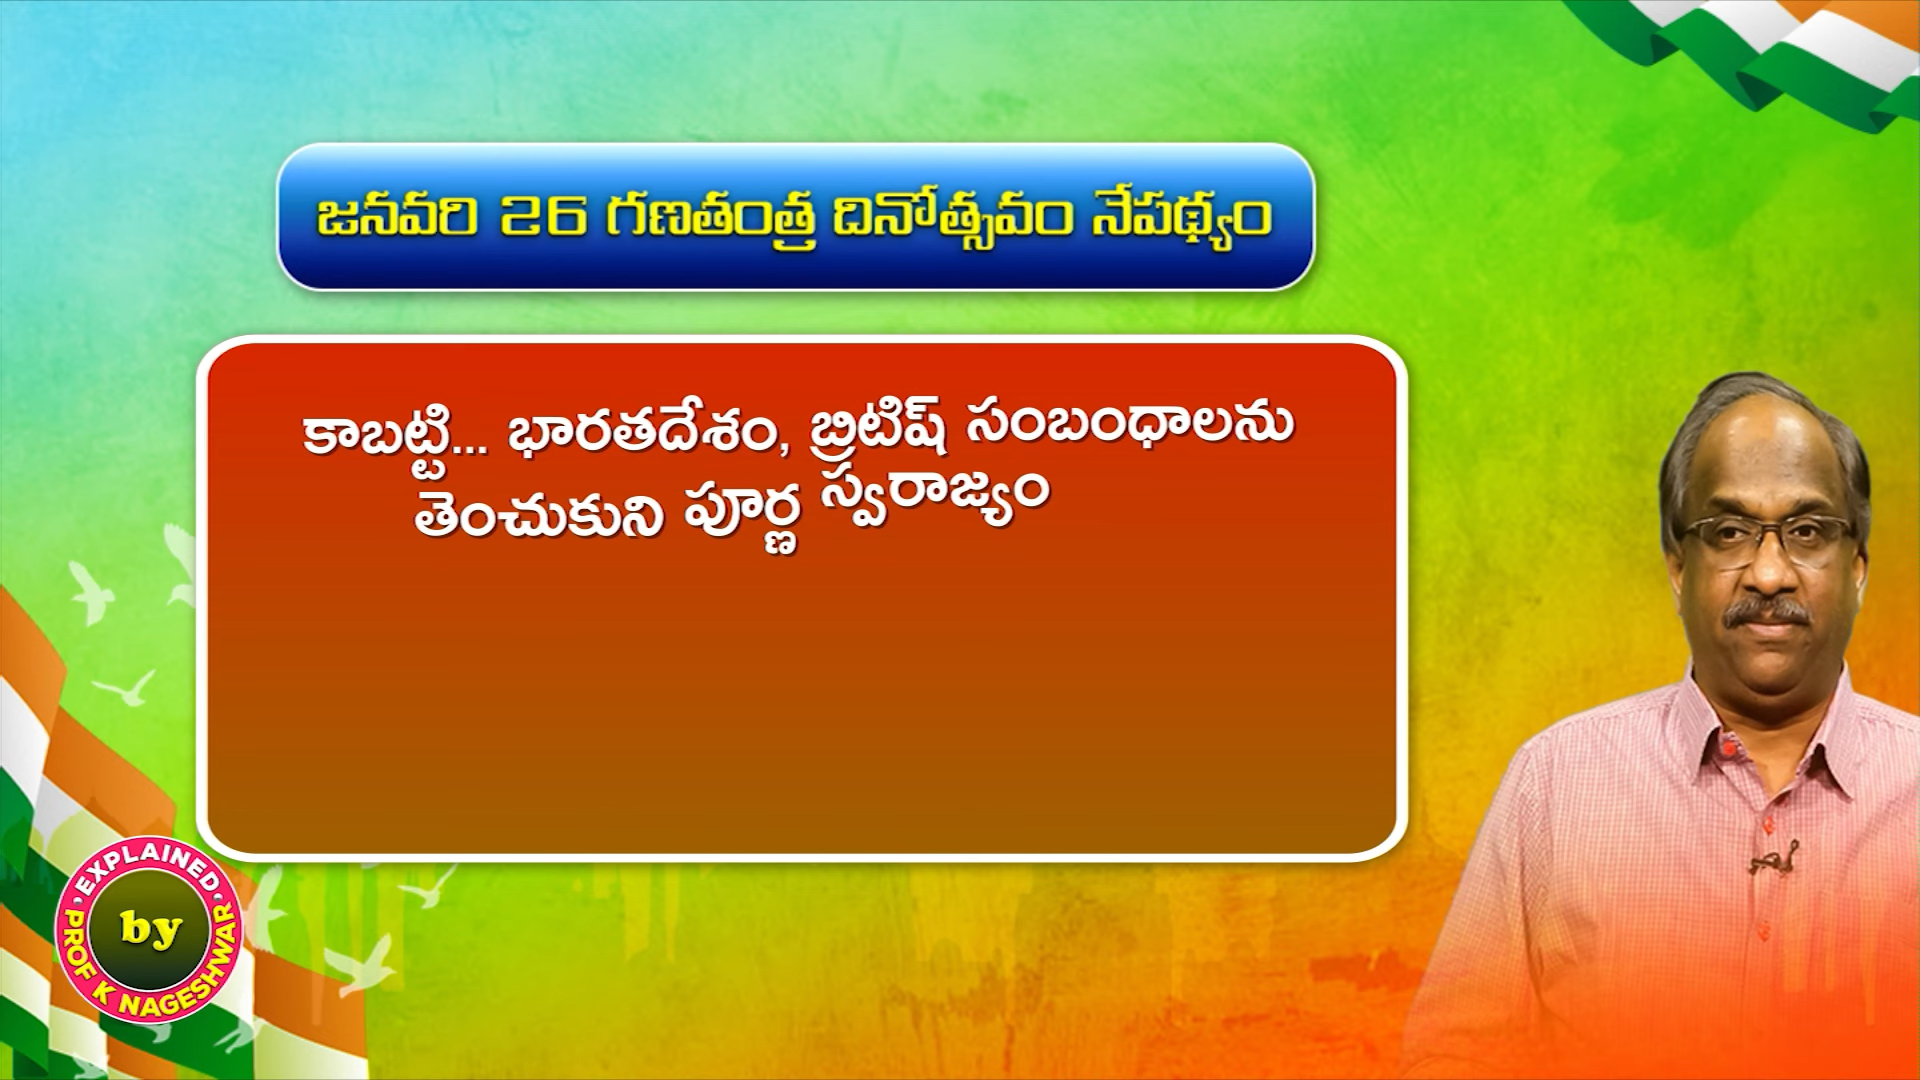 జనవరి 26 గణతంత్ర దినోత్సవం నేపథ్యం
కాబట్టి... భారతదేశం, బ్రిటిష్ సంబంధాలను
తెంచుకుని పూర్ణ స్వరాజ్యం
EXPLAINED
by
PROF K NAGESHWAR